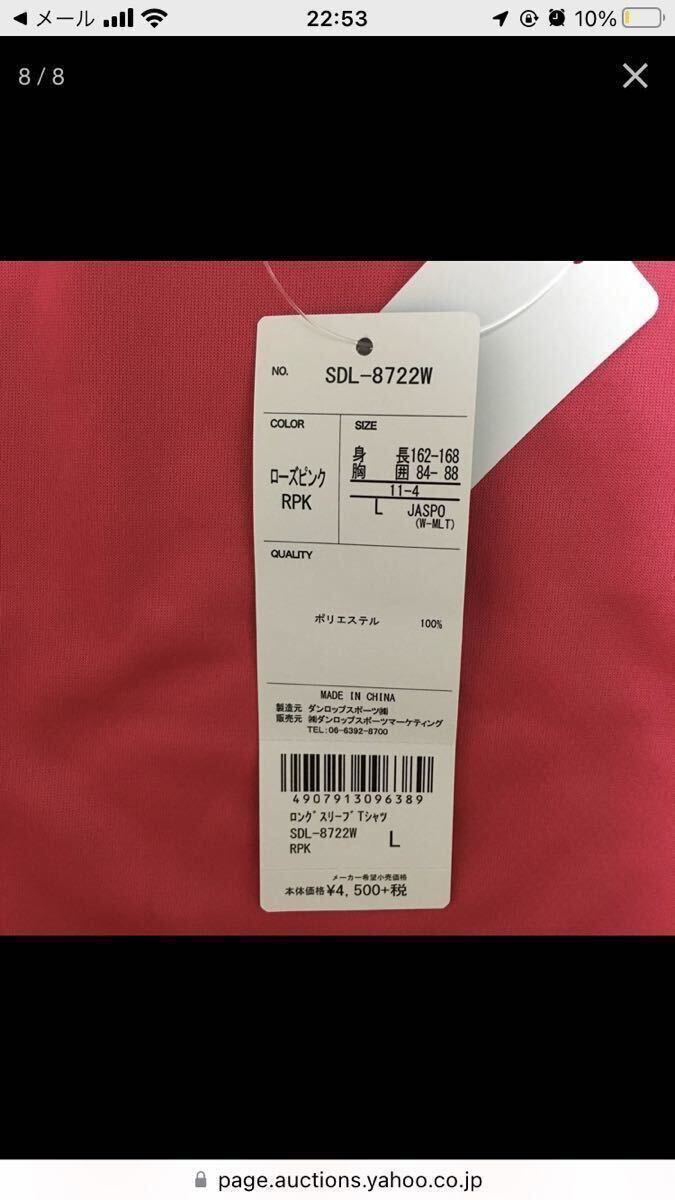 メール 22:53 10%
8 / 8
NO. SDL-8722W
COLOR
ローズピンク
RPK
SIZE
身 長162-168
胸 囲 84- 88
11-4
L JASPO
(W-MLT)
QUALITY
ポリエステル 100%
MADE IN CHINA
製造元 ダンロップスポーツ㈱
販売元 ㈱ダンロップスポーツマーケティング
TEL:06-6392-8700
4907913096389
ロングスリーブTシャツ
SDL-8722W
RPK L
メーカー希望小売価格
本体価格¥4,500+税
page.auctions.yahoo.co.jp